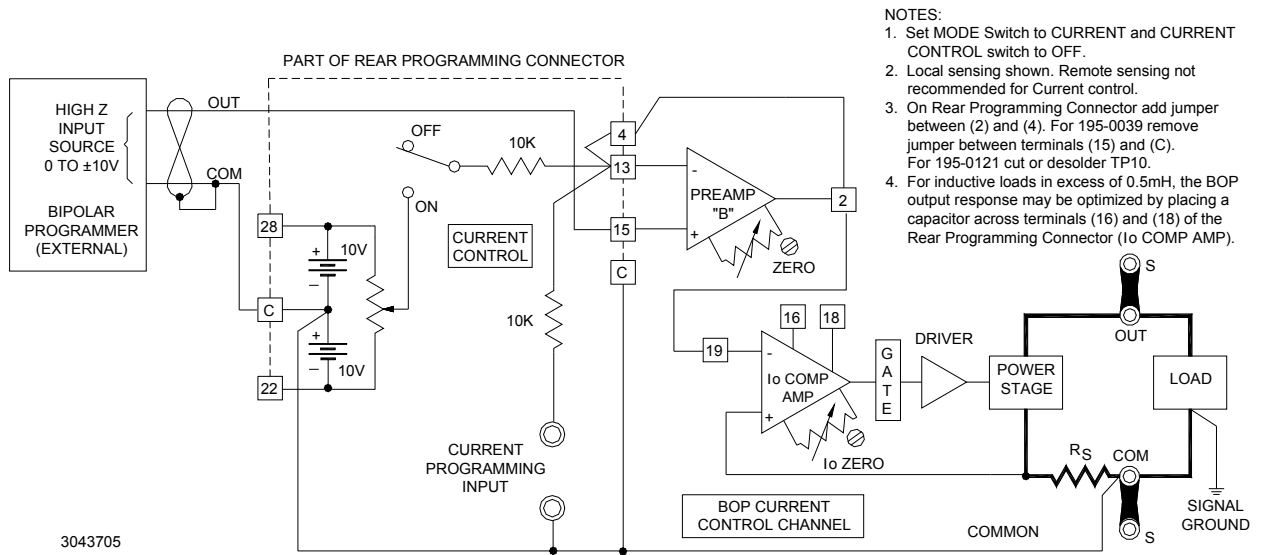 NOTES:
1. Set MODE Switch to CURRENT and CURRENT
CONTROL switch to OFF.
2. Local sensing shown. Remote sensing not
recommended for Current control.
3. On Rear Programming Connector add jumper
between (2) and (4). For 195-0039 remove
jumper between terminals (15) and (C).
For 195-0121 cut or desolder TP10.
4. For inductive loads in excess of 0.5mH, the BOP
output response may be optimized by placing a
capacitor across terminals (16) and (18) of the
Rear Programming Connector (Io COMP AMP).
PART OF REAR PROGRAMMING CONNECTOR
HIGH Z
INPUT
SOURCE
0 TO ±10V
BIPOLAR
PROGRAMMER
(EXTERNAL)
OUT
COM
OFF
ON
10K
4
13
15
C
PREAMP
"B"
-
+
ZERO
2
28
C
22
+
10V
–
+
10V
–
CURRENT
CONTROL
10K
CURRENT
PROGRAMMING
INPUT
19
16
18
-
Io COMP
AMP
+
Io ZERO
GATE
DRIVER
POWER
STAGE
S
OUT
LOAD
RS
COM
S
SIGNAL
GROUND
BOP CURRENT
CONTROL CHANNEL
COMMON
3043705